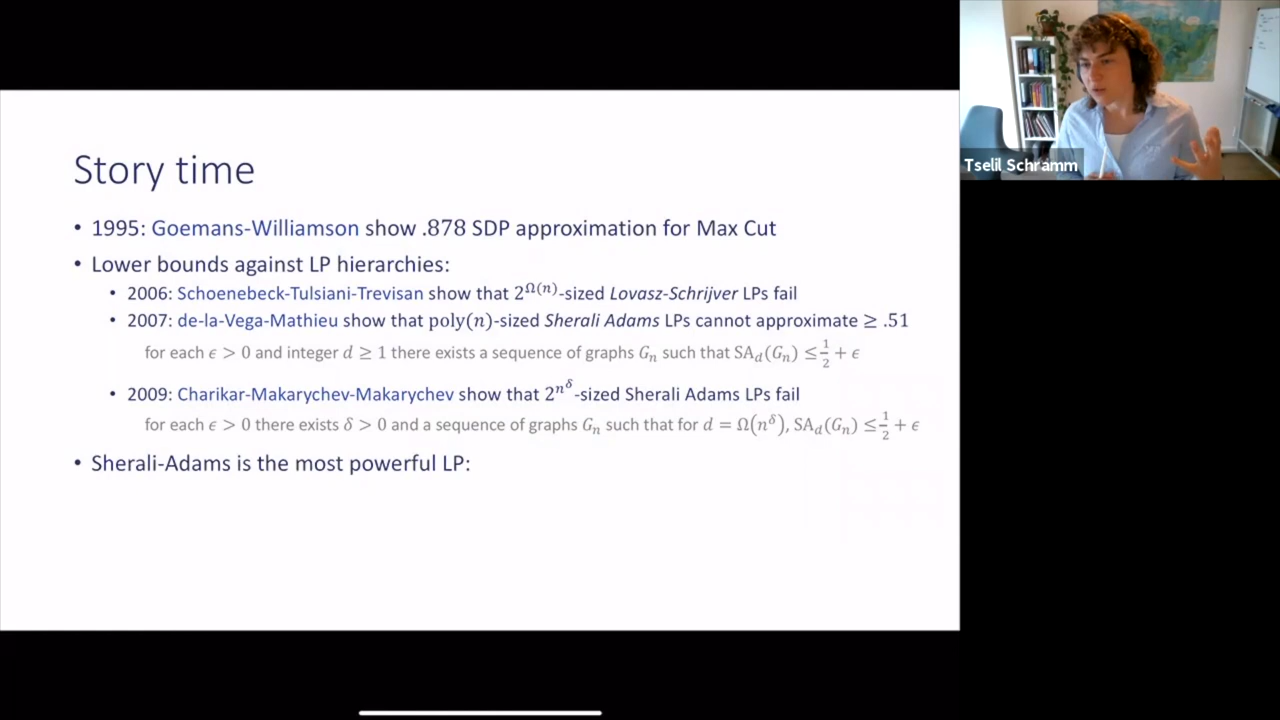 Story time
• 1995: Goemans-Williamson show .878 SDP approximation for Max Cut
• Lower bounds against LP hierarchies:
• 2006: Schoenebeck-Tulsiani-Trevisan show that 2^{Ω(n)}-sized Lovasz-Schrijver LPs fail
• 2007: de-la-Vega-Mathieu show that poly(n)-sized Sherali Adams LPs cannot approximate ≥ .51
for each ϵ > 0 and integer d ≥ 1 there exists a sequence of graphs G_n such that SA_d(G_n) ≤ 1/2 + ϵ
• 2009: Charikar-Makarychev-Makarychev show that 2^{n^δ}-sized Sherali Adams LPs fail
for each ϵ > 0 there exists δ > 0 and a sequence of graphs G_n such that for d = Ω(n^δ), SA_d(G_n) ≤ 1/2 + ϵ
• Sherali-Adams is the most powerful LP:
Tselil Schramm